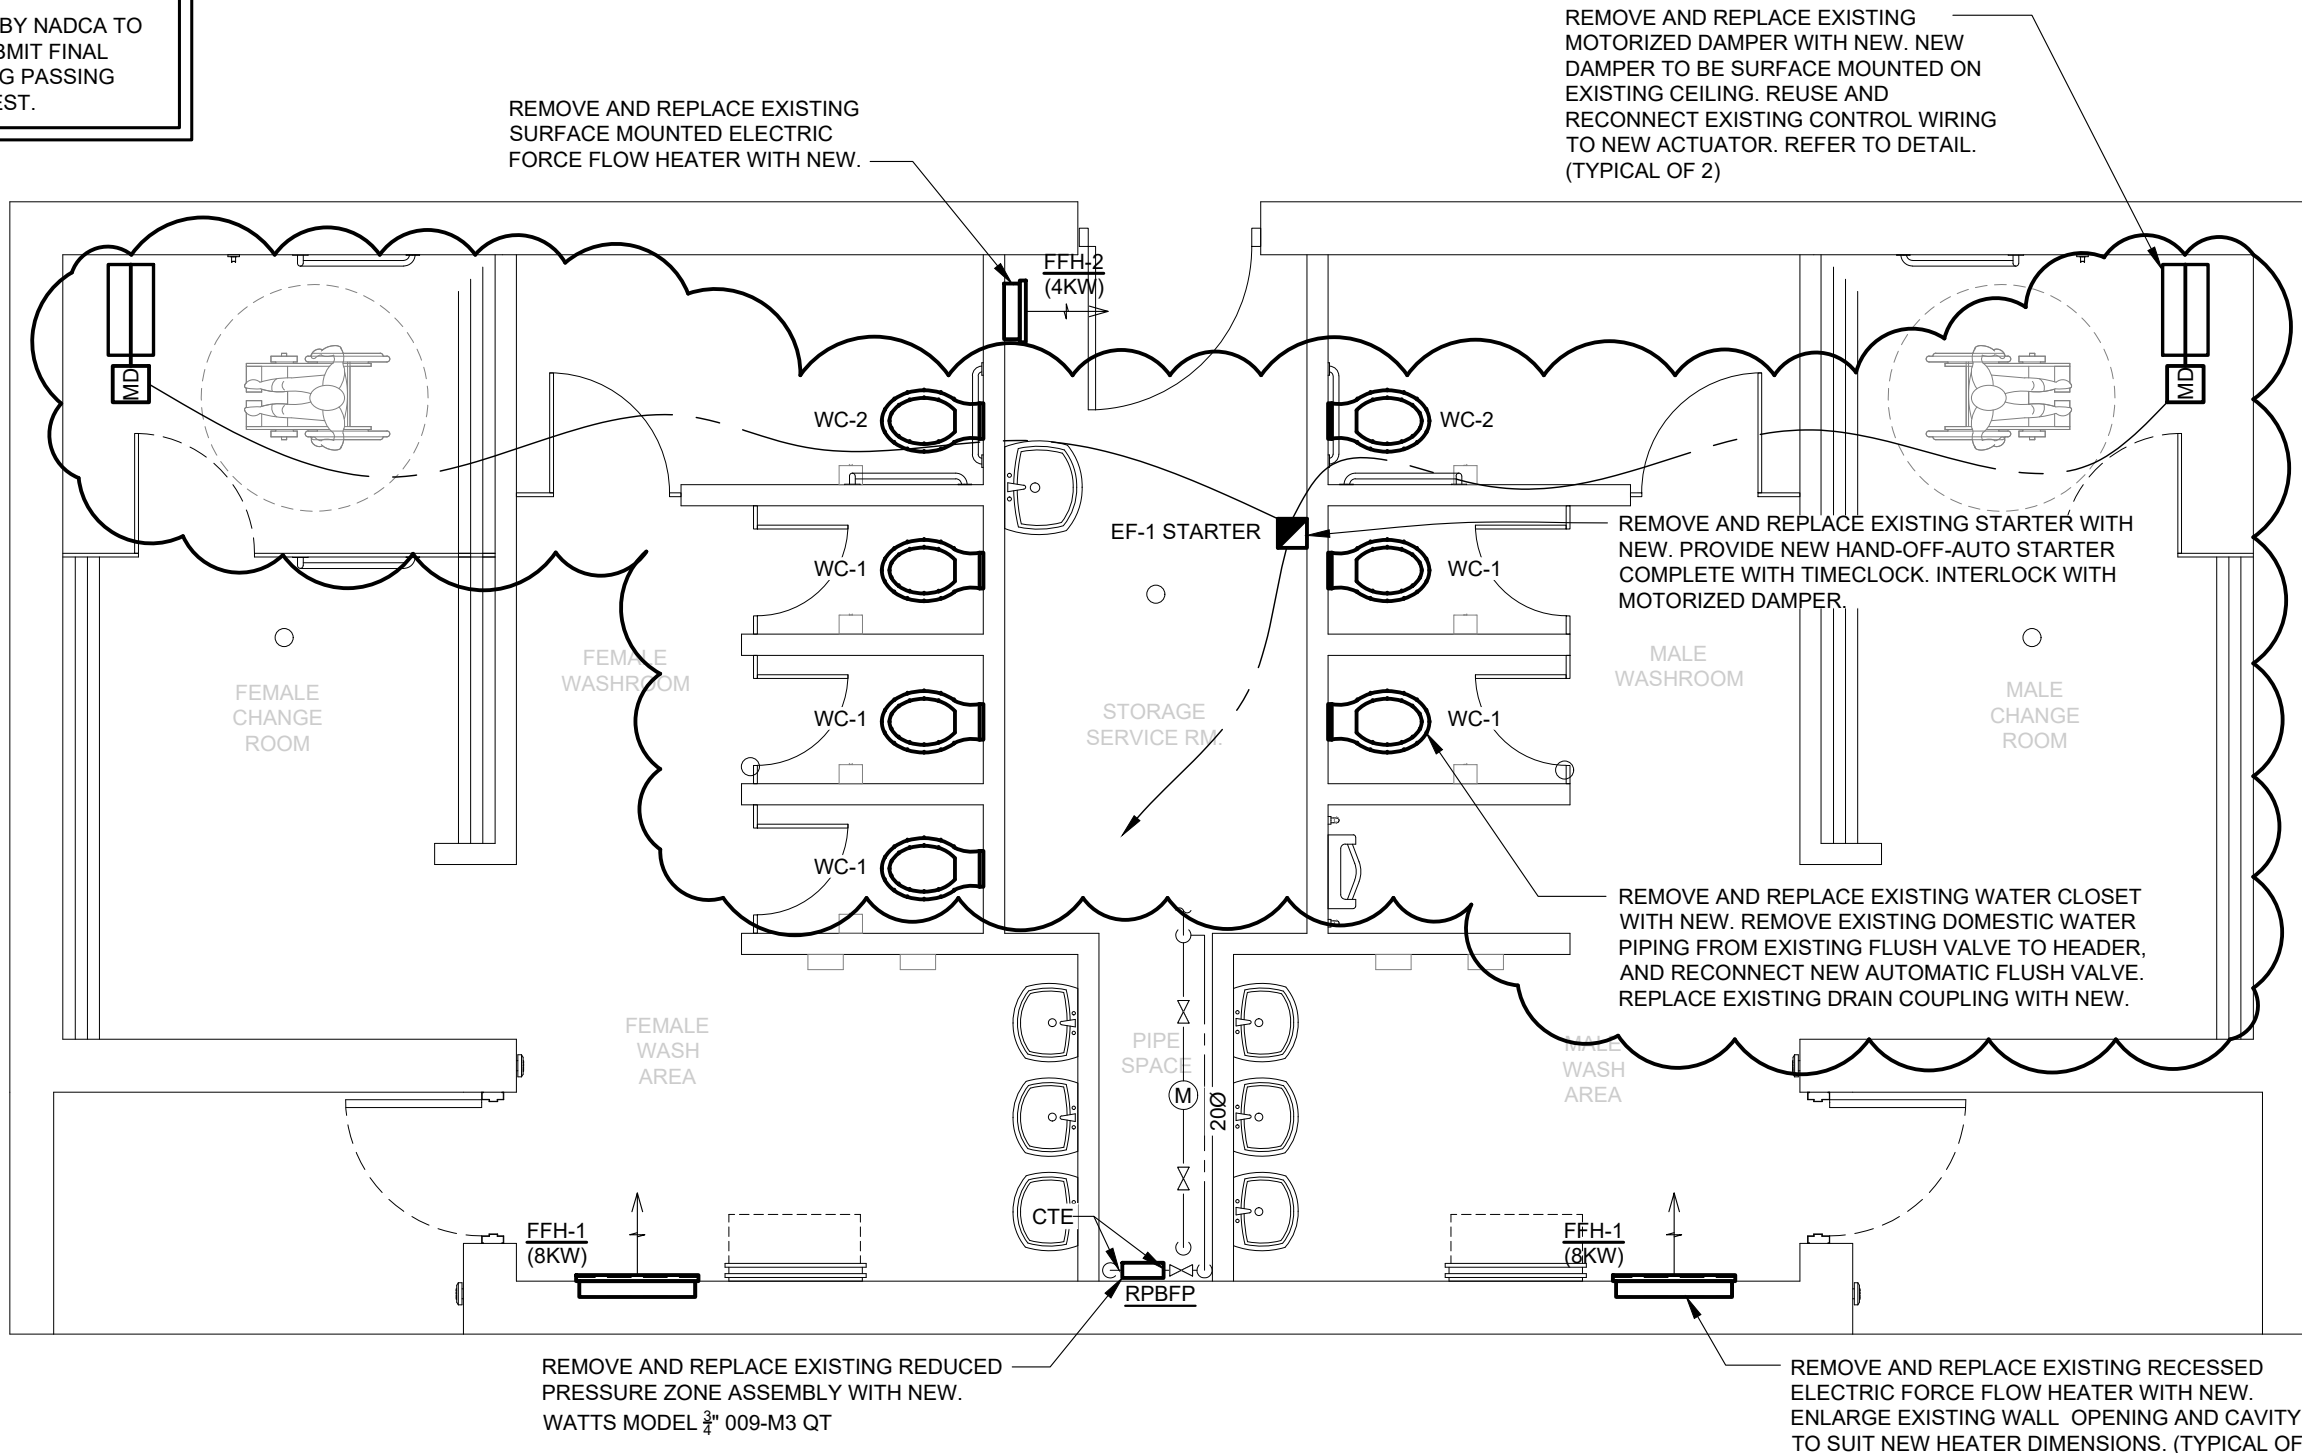 BY NADCA TO
BMIT FINAL
G PASSING
EST.
REMOVE AND REPLACE EXISTING
SURFACE MOUNTED ELECTRIC
FORCE FLOW HEATER WITH NEW.
REMOVE AND REPLACE EXISTING
MOTORIZED DAMPER WITH NEW. NEW
DAMPER TO BE SURFACE MOUNTED ON
EXISTING CEILING. REUSE AND
RECONNECT EXISTING CONTROL WIRING
TO NEW ACTUATOR. REFER TO DETAIL.
(TYPICAL OF 2)
FFH-2
(4KW)
MD
MD
WC-2
WC-2
EF-1 STARTER
REMOVE AND REPLACE EXISTING STARTER WITH
NEW. PROVIDE NEW HAND-OFF-AUTO STARTER
COMPLETE WITH TIMECLOCK. INTERLOCK WITH
MOTORIZED DAMPER.
WC-1
WC-1
FEMALE
WASHROOM
MALE
WASHROOM
FEMALE
CHANGE
ROOM
WC-1
STORAGE
SERVICE RM.
WC-1
MALE
CHANGE
ROOM
WC-1
REMOVE AND REPLACE EXISTING WATER CLOSET
WITH NEW. REMOVE EXISTING DOMESTIC WATER
PIPING FROM EXISTING FLUSH VALVE TO HEADER,
AND RECONNECT NEW AUTOMATIC FLUSH VALVE.
REPLACE EXISTING DRAIN COUPLING WITH NEW.
FEMALE
WASH
AREA
PIPE
SPACE
MALE
WASH
AREA
M
20Ø
CTE
FFH-1
(8KW)
FFH-1
(8KW)
RPBFP
REMOVE AND REPLACE EXISTING REDUCED
PRESSURE ZONE ASSEMBLY WITH NEW.
WATTS MODEL ¾" 009-M3 QT
REMOVE AND REPLACE EXISTING RECESSED
ELECTRIC FORCE FLOW HEATER WITH NEW.
ENLARGE EXISTING WALL OPENING AND CAVITY
TO SUIT NEW HEATER DIMENSIONS. (TYPICAL OF